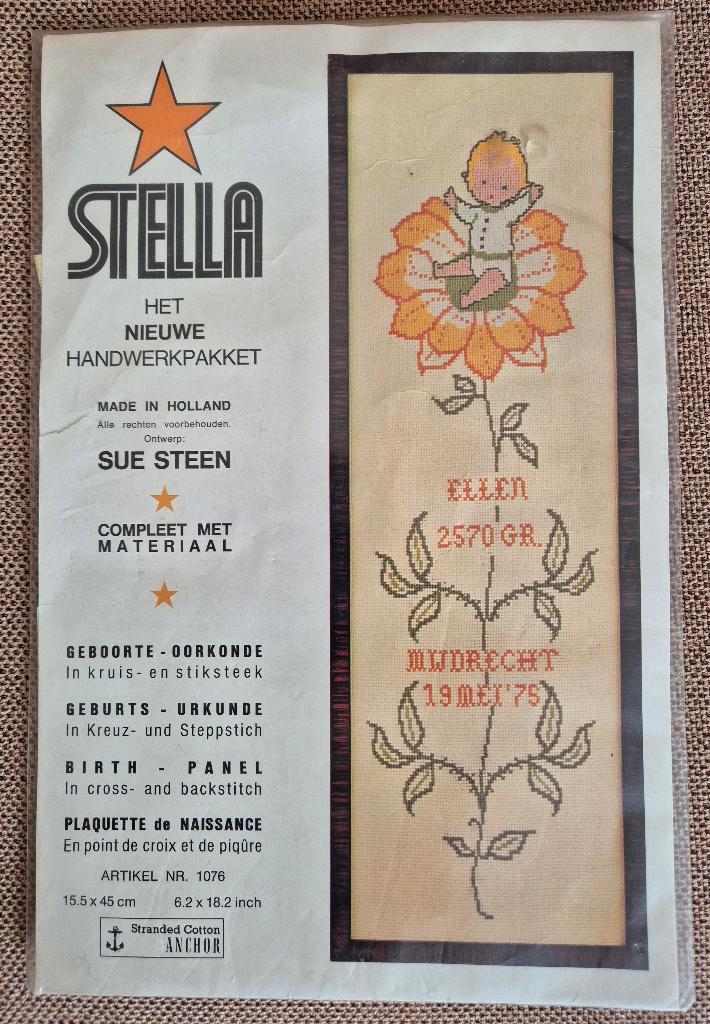 STELLA
HET
NIEUWE
HANDWERKPAKKET
MADE IN HOLLAND
Alle rechten voorbehouden.
Ontwerp:
SUE STEEN
COMPLEET MET
MATERIAAL
GEBOORTE - OORKONDE
In kruis- en stiksteek
GEBURTS - URKUNDE
In Kreuz- und Steppstich
BIRTH - PANEL
In cross- and backstitch
PLAQUETTE de NAISSANCE
En point de croix et de piqûre
ARTIKEL NR. 1076
15.5 x 45 cm 6.2 x 18.2 inch
Stranded Cotton
ANCHOR
ELLEN
2570 GR.
MIJDRECHT
19 MEI '75